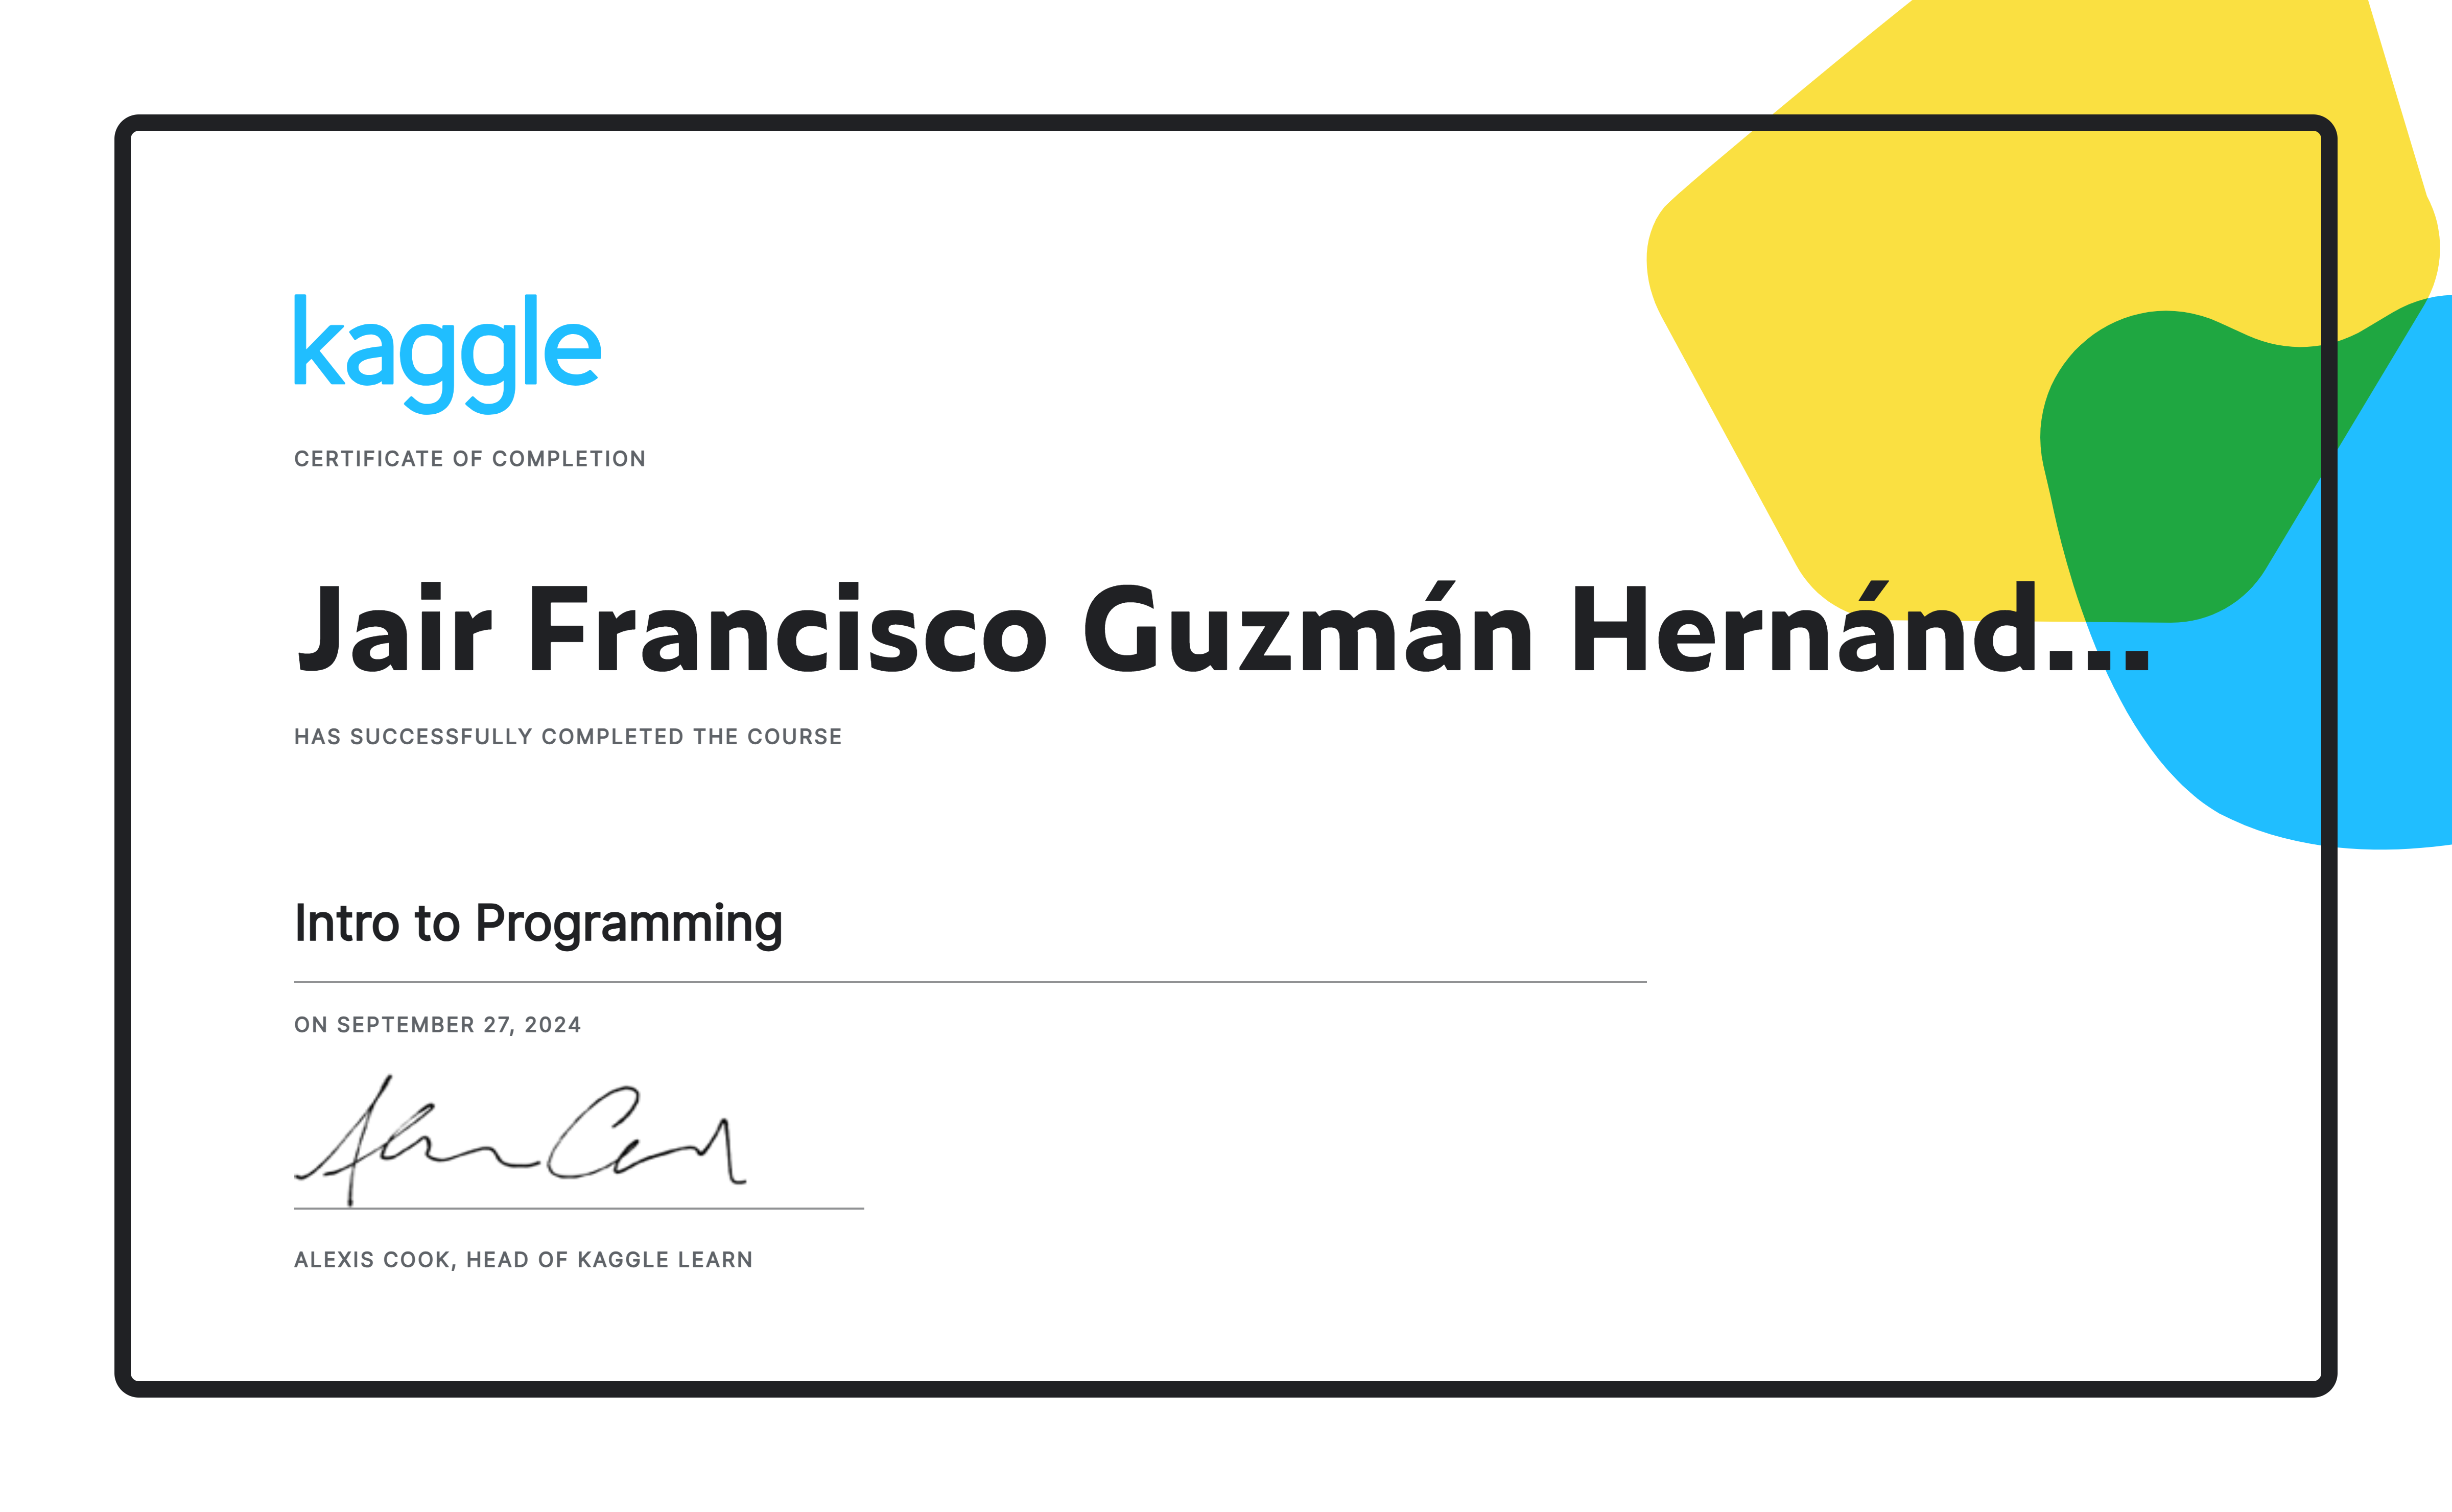 kaggle
CERTIFICATE OF COMPLETION
Jair Francisco Guzmán Hernánd...
HAS SUCCESSFULLY COMPLETED THE COURSE
Intro to Programming
ON SEPTEMBER 27, 2024
ALEXIS COOK, HEAD OF KAGGLE LEARN